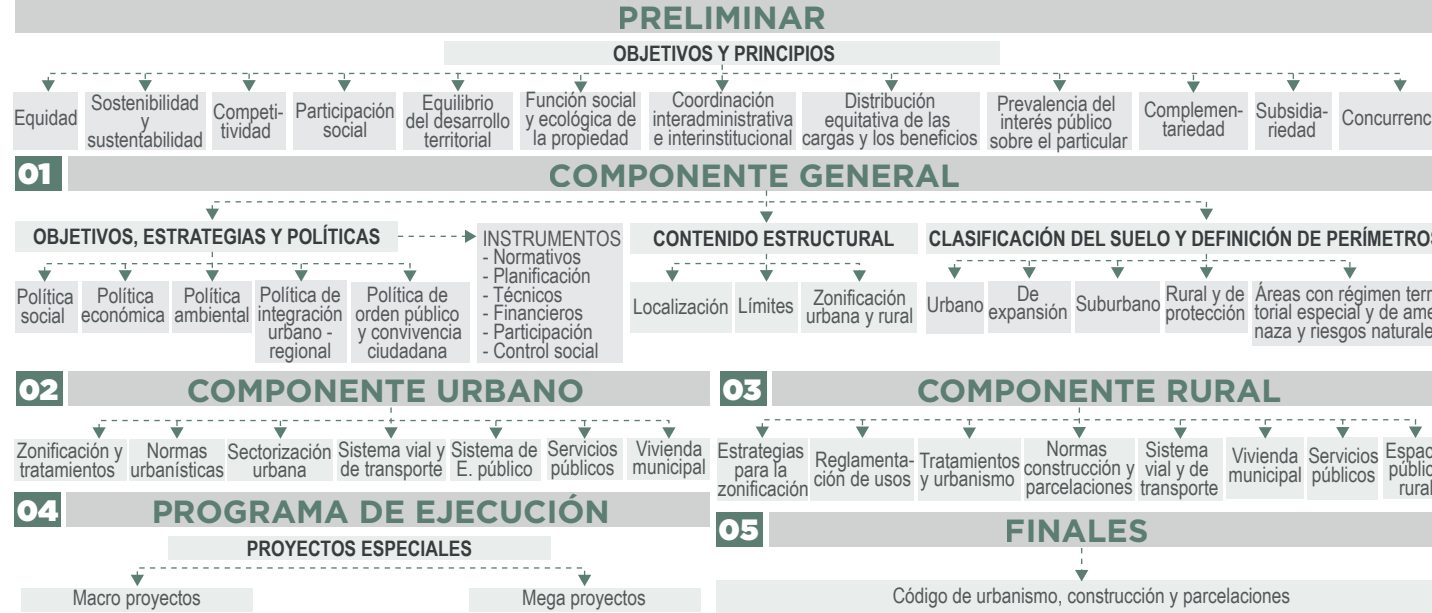 PRELIMINAR
OBJETIVOS Y PRINCIPIOS
Equidad
Sostenibilidad
y
sustentabilidad
Competi-
tividad
Participación
social
Equilibrio
del desarrollo
territorial
Función social
y ecológica de
la propiedad
Coordinación
interadministrativa
e interinstitucional
Distribución
equitativa de las
cargas y los beneficios
Prevalencia del
interés público
sobre el particular
Complemen-
tariedad
Subsidia-
riedad
Concurrenc
01
COMPONENTE GENERAL
OBJETIVOS, ESTRATEGIAS Y POLÍTICAS
Política
social
Política
económica
Política
ambiental
Política de
integración
urbano -
regional
Política de
orden público
y convivencia
ciudadana
INSTRUMENTOS
- Normativos
- Planificación
- Técnicos
- Financieros
- Participación
- Control social
CONTENIDO ESTRUCTURAL
Localización
Límites
Zonificación
urbana y rural
CLASIFICACIÓN DEL SUELO Y DEFINICIÓN DE PERÍMETROS
Urbano
De
expansión
Suburbano
Rural y de
protección
Áreas con régimen terri
torial especial y de ame
naza y riesgos naturale
02
COMPONENTE URBANO
Zonificación y
tratamientos
Normas
urbanísticas
Sectorización
urbana
Sistema vial y
de transporte
Sistema de
E. público
Servicios
públicos
Vivienda
municipal
03
COMPONENTE RURAL
Estrategias
para la
zonificación
Reglamenta-
ción de usos
Tratamientos
y urbanismo
Normas
construcción y
parcelaciones
Sistema
vial y de
transporte
Vivienda
municipal
Servicios
públicos
Espac
públic
rural
04
PROGRAMA DE EJECUCIÓN
PROYECTOS ESPECIALES
Macro proyectos
Mega proyectos
05
FINALES
Código de urbanismo, construcción y parcelaciones